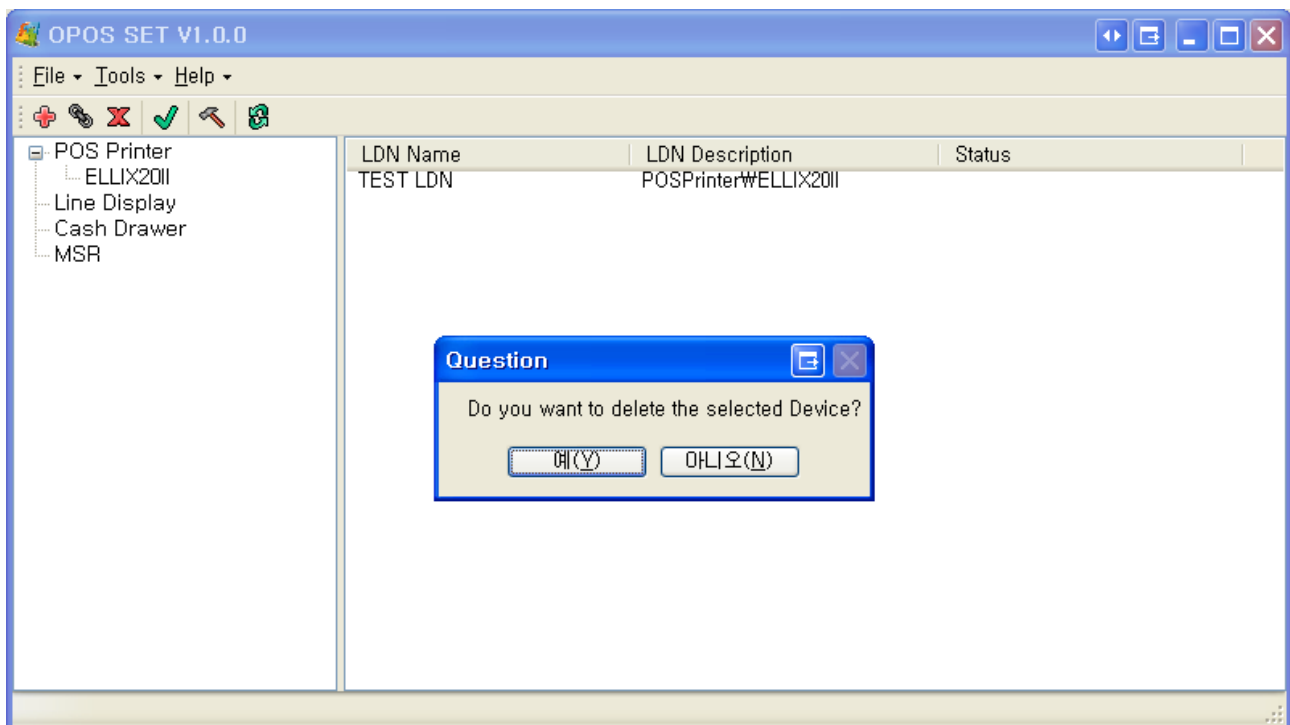 OPOS SET V1.0.0
File Tools Help
POS Printer
ELLIX20II
Line Display
Cash Drawer
MSR
LDN Name LDN Description Status
TEST LDN POSPrinter₩ELLIX20II
Question
Do you want to delete the selected Device?
예(Y) 아니오(N)